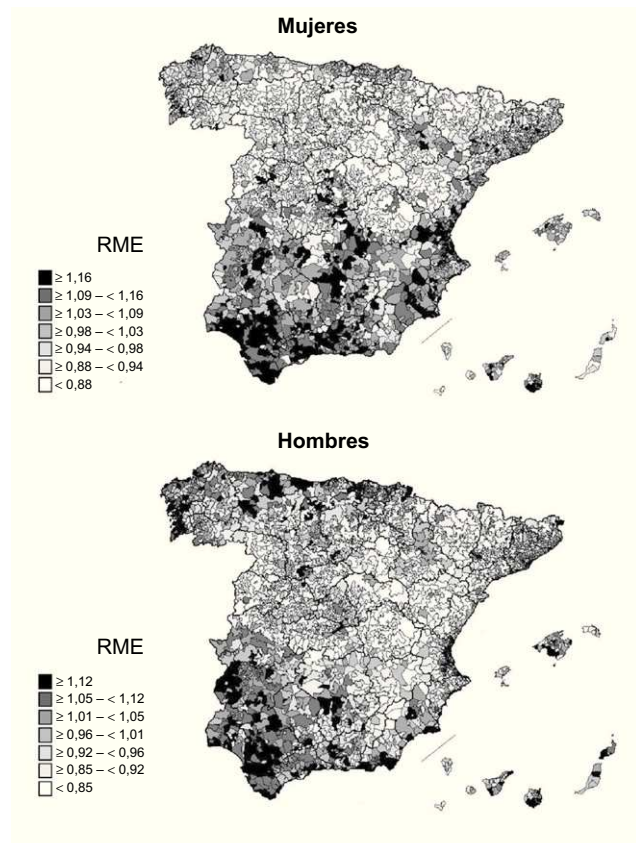 Mujeres
RME
≥ 1,16
≥ 1,09 – < 1,16
≥ 1,03 – < 1,09
≥ 0,98 – < 1,03
≥ 0,94 – < 0,98
≥ 0,88 – < 0,94
< 0,88
Hombres
RME
≥ 1,12
≥ 1,05 – < 1,12
≥ 1,01 – < 1,05
≥ 0,96 – < 1,01
≥ 0,92 – < 0,96
≥ 0,85 – < 0,92
< 0,85